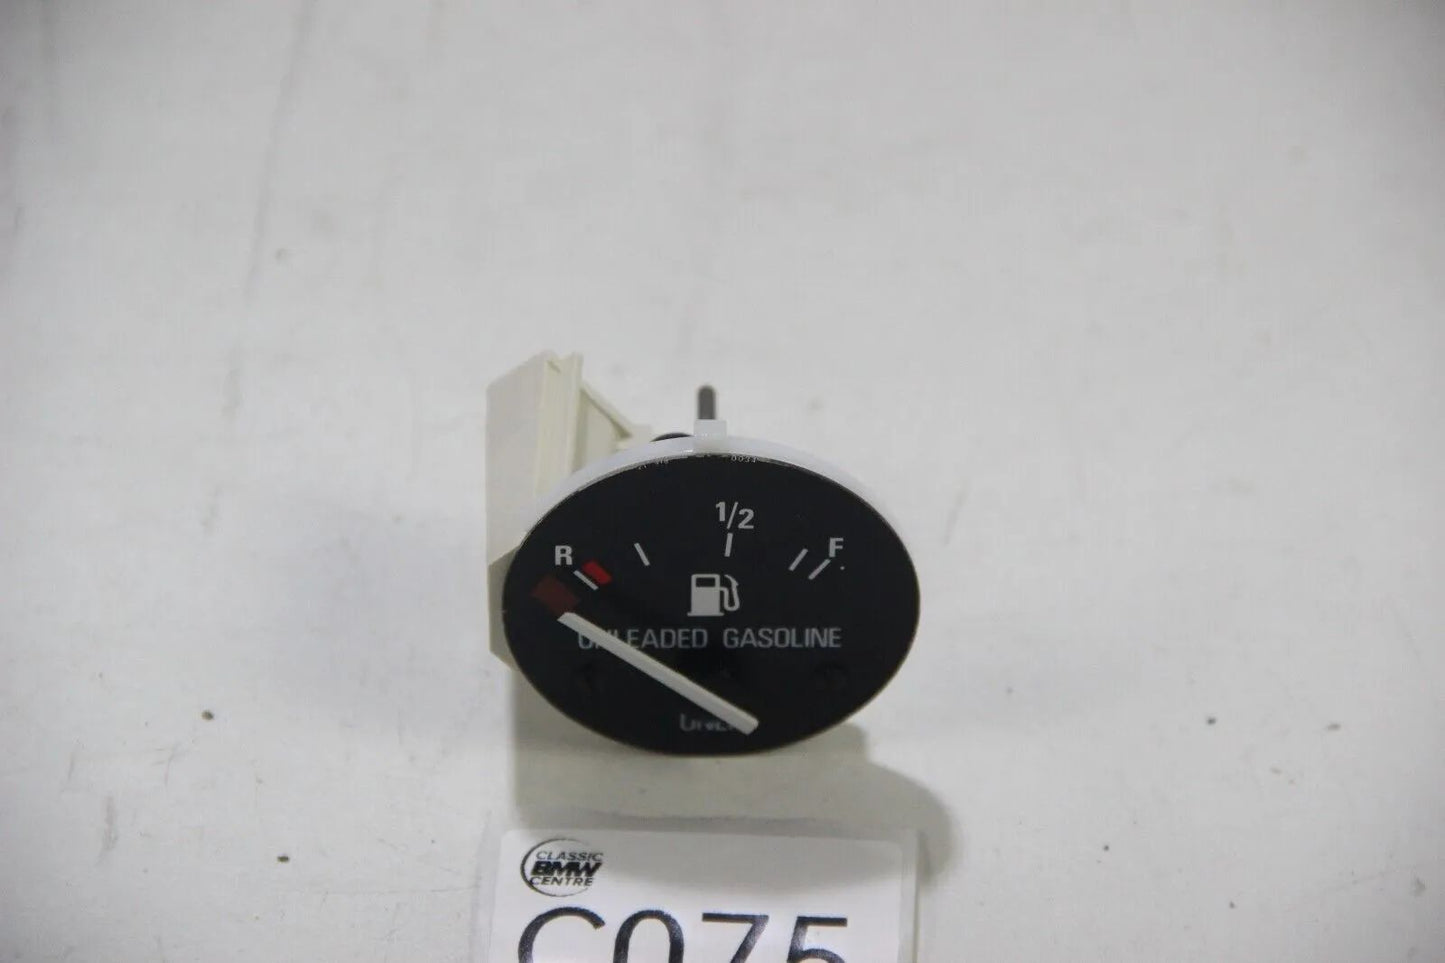 1/2
R
F
UNLEADED GASOLINE
CLASSIC
BMW
CENTRE
C075